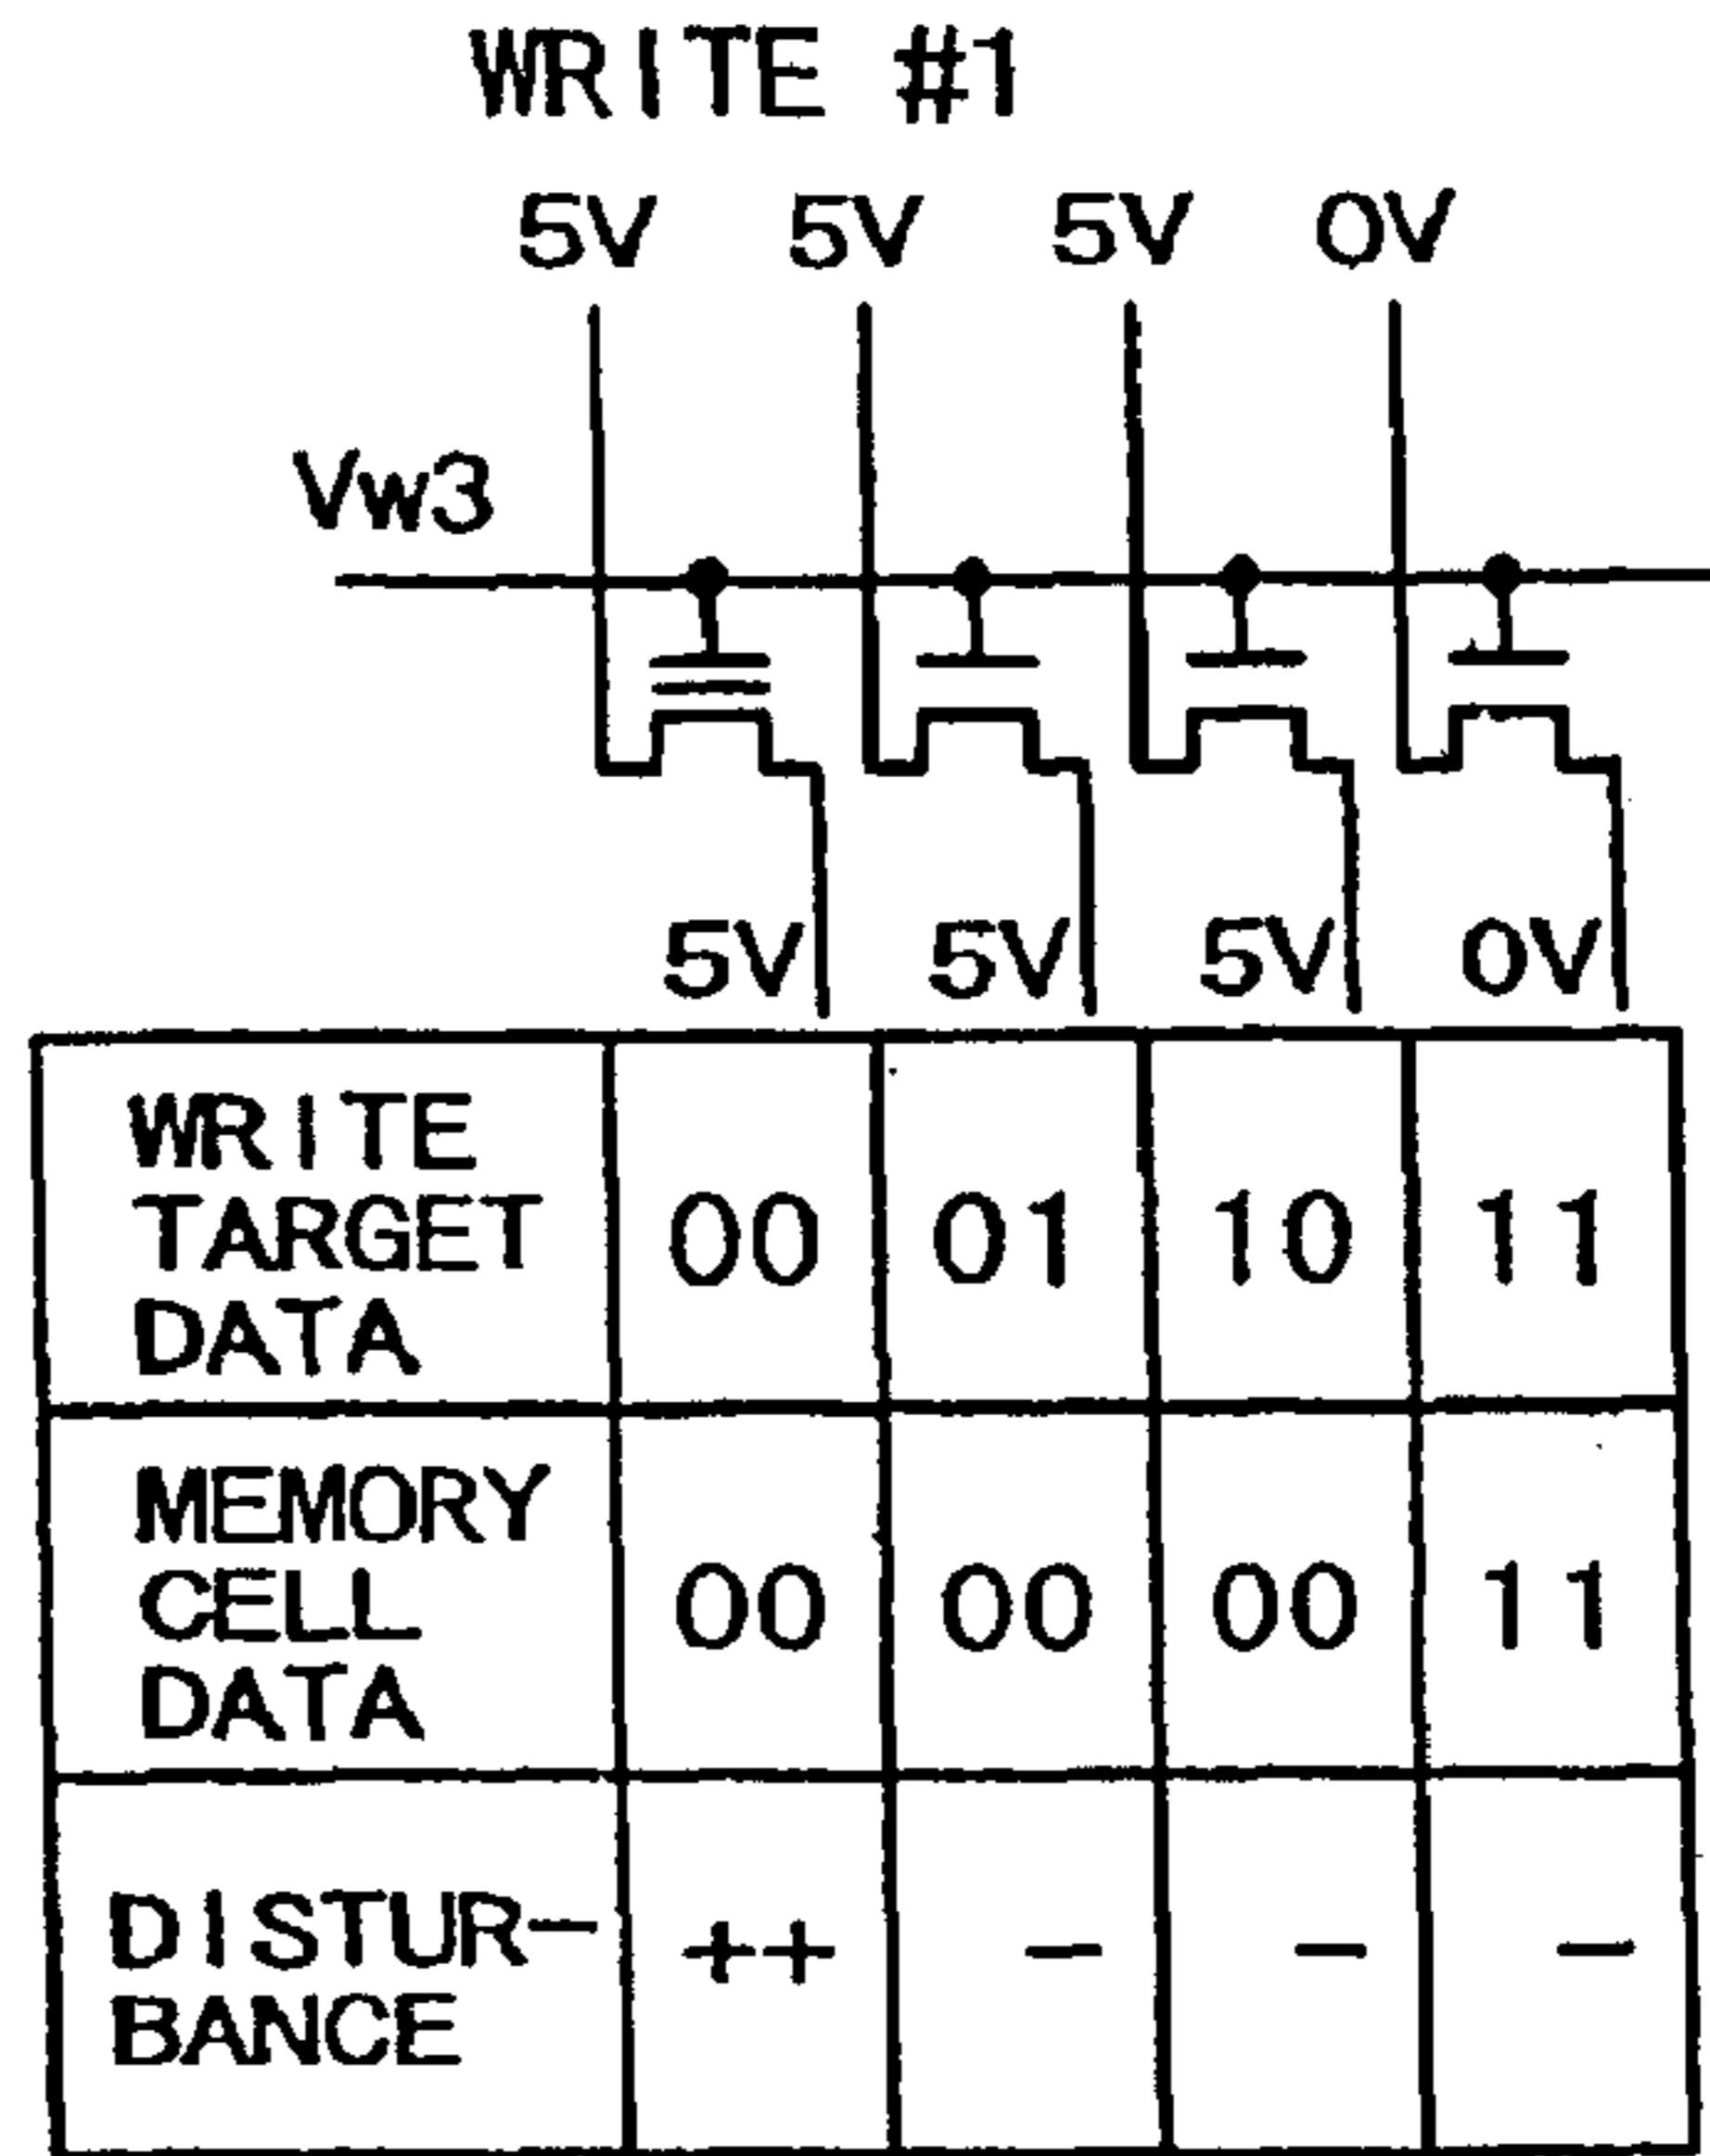 WRITE #1
5V 5V 5V 0V
Vw3
5V 5V 5V 0V
WRITE
TARGET
DATA
00 01 10 11
MEMORY
CELL
DATA
00 00 00 11
DISTUR-
BANCE
++ - - -